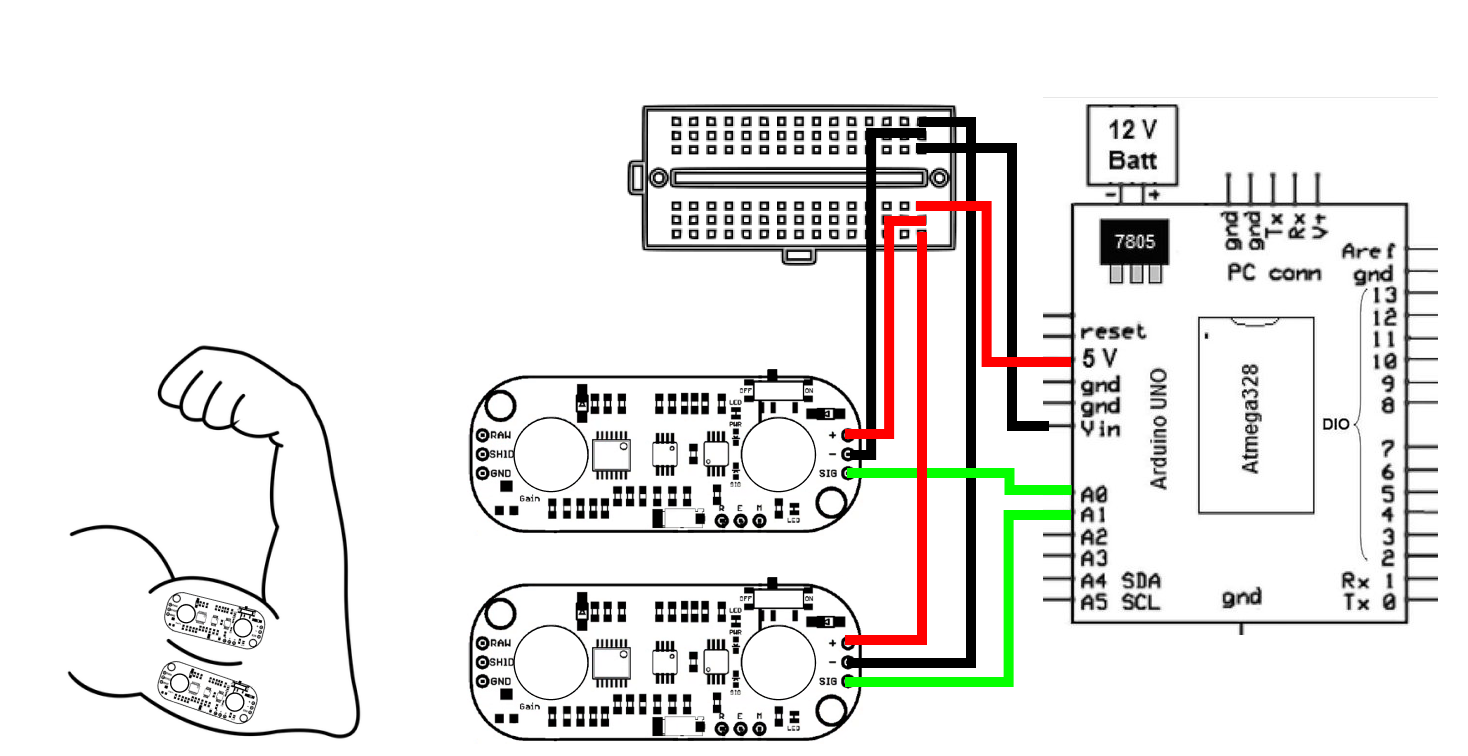 12 V
Batt
- +
7805
gnd
gnd
Tx
Rx
V+
PC conn
Aref
gnd
13
12
11
10
9
8
7
6
5
4
3
2
Rx 1
Tx 0
DIO
reset
5 V
gnd
gnd
Vin
A0
A1
A2
A3
A4 SDA
A5 SCL
gnd
Arduino UNO
Atmega328
RAW
SHID
GND
Gain
OFF
ON
LED
PWR
SIG
+
-
SIG
R E M
LED
RAW
SHID
GND
Gain
OFF
ON
LED
PWR
SIG
+
-
SIG
R E M
LED